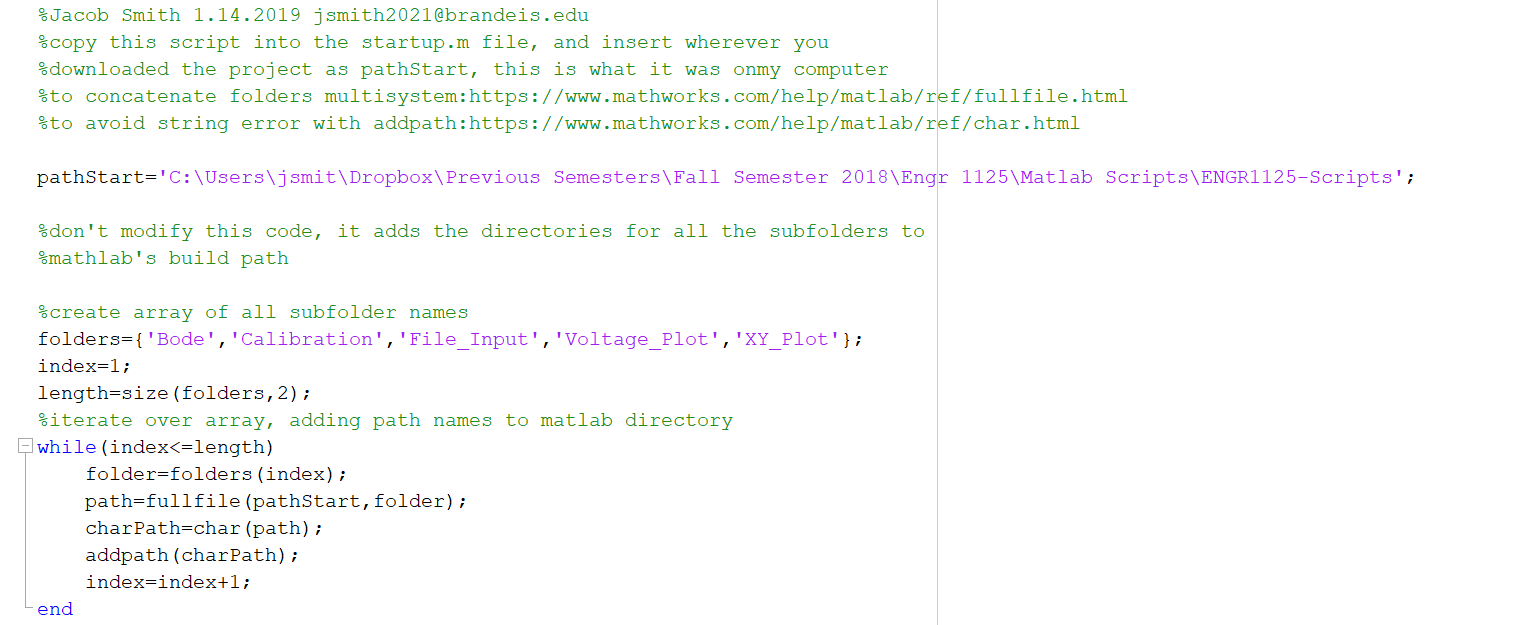 %Jacob Smith 1.14.2019 jsmith2021@brandeis.edu
%copy this script into the startup.m file, and insert wherever you
%downloaded the project as pathStart, this is what it was onmy computer
%to concatenate folders multisystem:https://www.mathworks.com/help/matlab/ref/fullfile.html
%to avoid string error with addpath:https://www.mathworks.com/help/matlab/ref/char.html
pathStart='C:\Users\jsmit\Dropbox\Previous Semesters\Fall Semester 2018\Engr 1125\Matlab Scripts\ENGR1125-Scripts';
%don't modify this code, it adds the directories for all the subfolders to
%mathlab's build path
%create array of all subfolder names
folders={'Bode','Calibration','File_Input','Voltage_Plot','XY_Plot'};
index=1;
length=size(folders,2);
%iterate over array, adding path names to matlab directory
while(index<=length)
    folder=folders(index);
    path=fullfile(pathStart,folder);
    charPath=char(path);
    addpath(charPath);
    index=index+1;
end